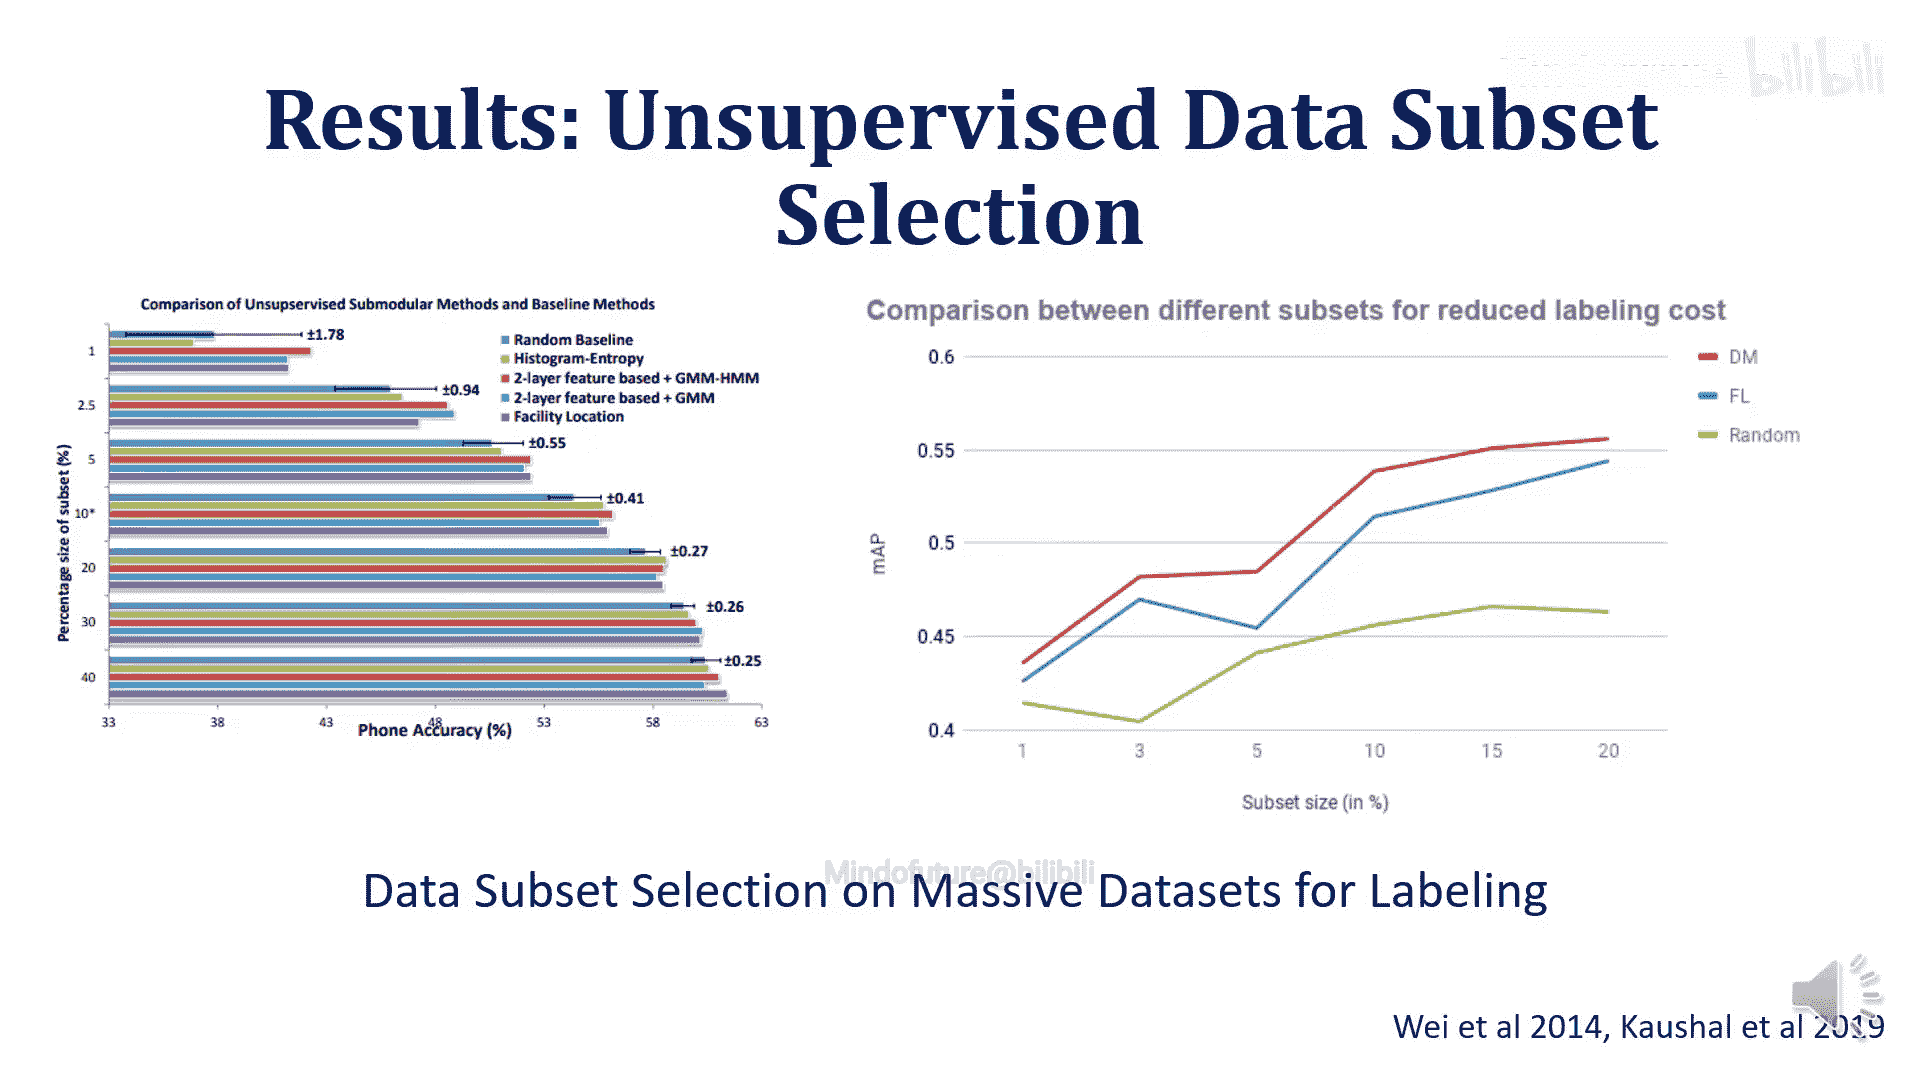 bilibili
Results: Unsupervised Data Subset
Selection
Comparison of Unsupservised Submodular Methods and Baseline Methods
Random Baseline
Histogram-Entropy
2-layer feature based + GMM-HMM
2-layer feature based + GMM
Facility Location
±1.78
±0.94
±0.55
±0.41
±0.27
±0.26
±0.25
Percentage size of subset (%)
1
2.5
5
10*
20
30
40
33 38 43 48 53 58 63
Phone Accuracy (%)
Comparison between different subsets for reduced labeling cost
DM
FL
Random
mAP
0.6
0.55
0.5
0.45
0.4
1 3 5 10 15 20
Subset size (in %)
Mindofuture@bilibili
Data Subset Selection on Massive Datasets for Labeling
Wei et al 2014, Kaushal et al 2019